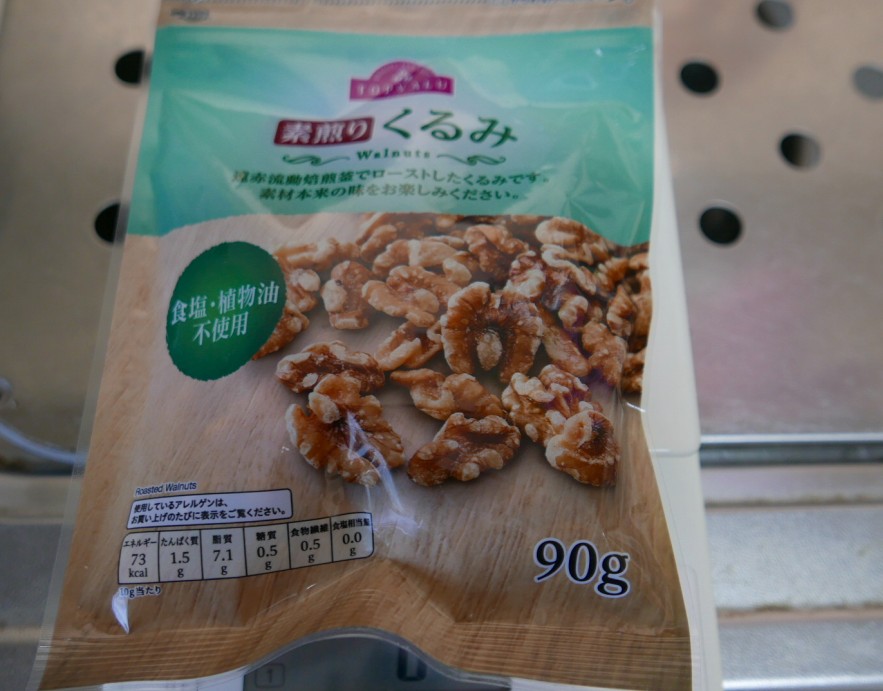 TOPVALU
素煎り くるみ
Walnuts
遠赤流動焙煎釜でローストしたくるみです。
素材本来の味をお楽しみください。
食塩・植物油
不使用
Roasted Walnuts
使用しているアレルゲンは、
お買い上げのたびに表示をご覧ください。
エネルギー たんぱく質 脂質 糖質 食物繊維 食塩相当量
73 kcal 1.5 g 7.1 g 0.5 g 0.5 g 0.0 g
10g当たり
90g